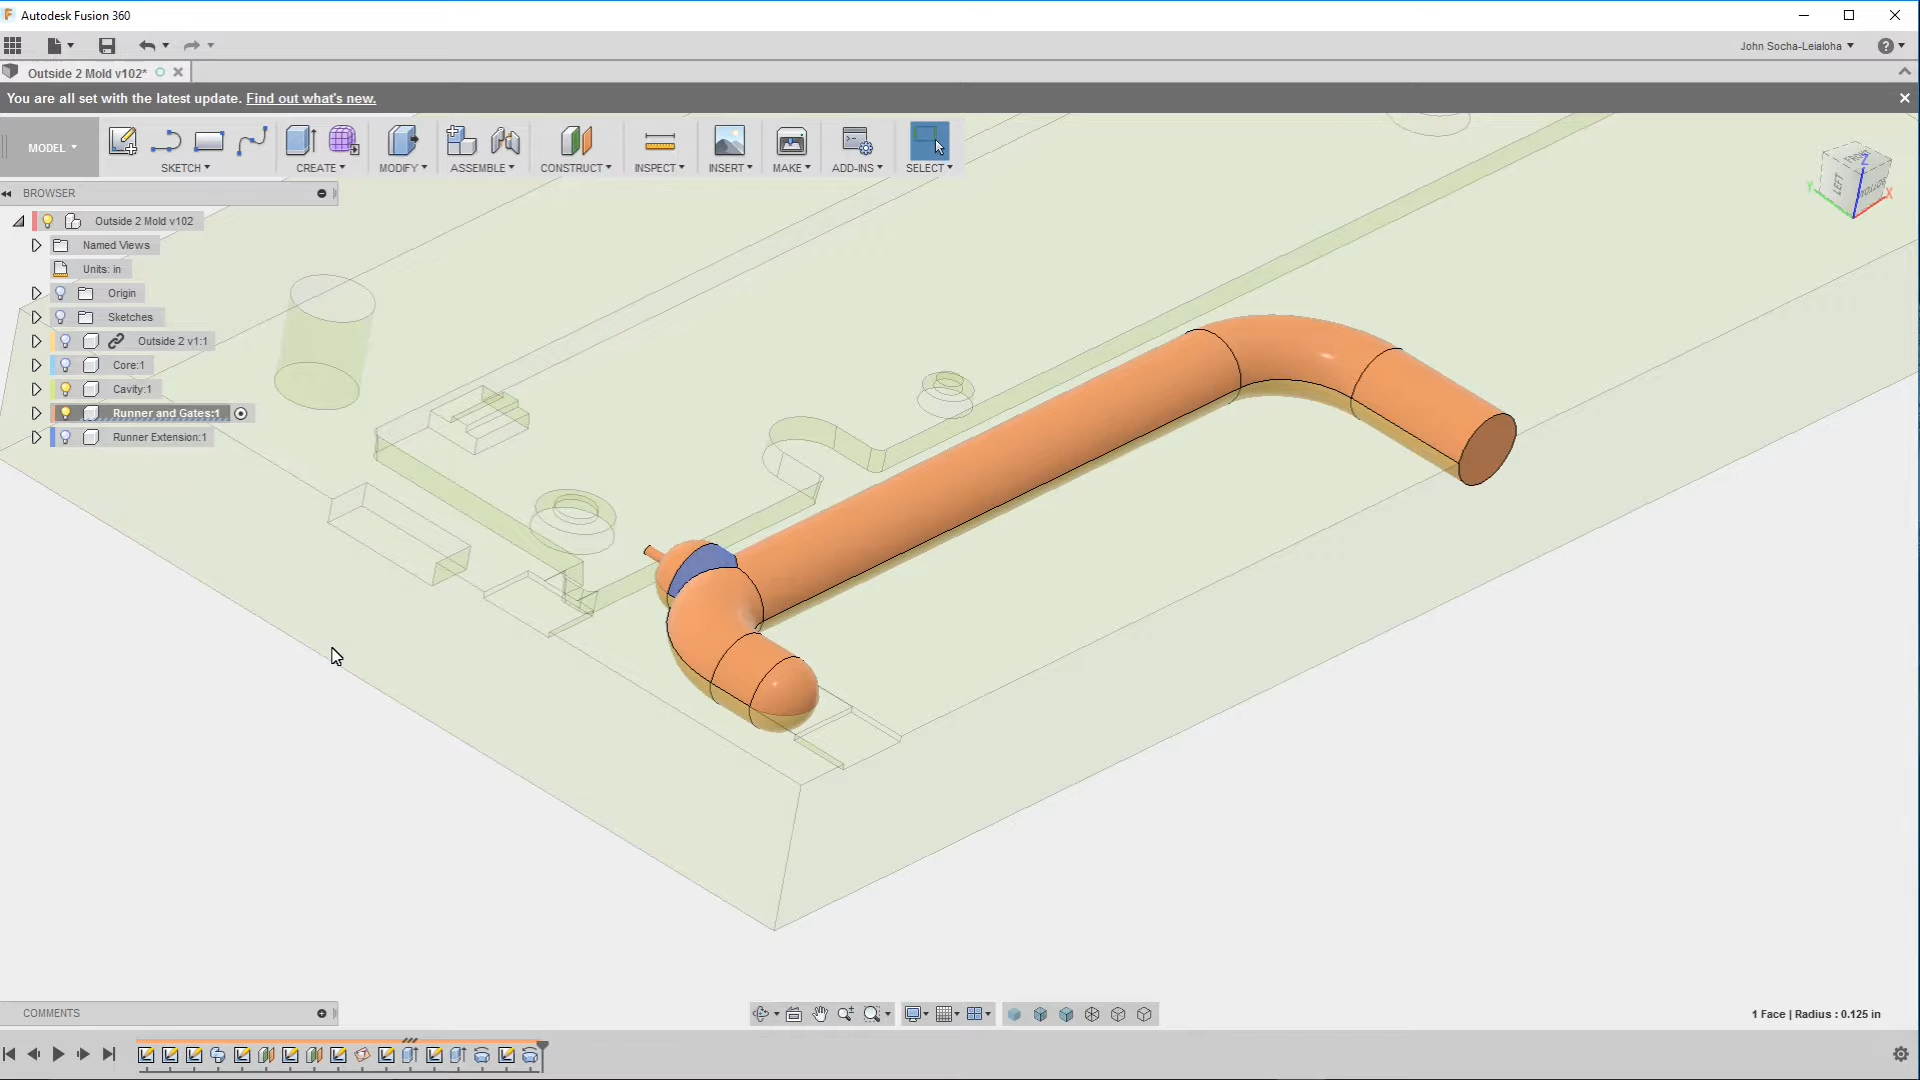 Autodesk Fusion 360
John Socha-Leialoha
Outside 2 Mold v102*
You are all set with the latest update. Find out what's new.
MODEL
SKETCH
CREATE
MODIFY
ASSEMBLE
CONSTRUCT
INSPECT
INSERT
MAKE
ADD-INS
SELECT
BROWSER
Outside 2 Mold v102
Named Views
Units: in
Origin
Sketches
Outside 2 v1:1
Core:1
Cavity:1
Runner and Gates:1
Runner Extension:1
FRONT
LEFT
BOTTOM
Z
Y
X
COMMENTS
1 Face | Radius : 0.125 in